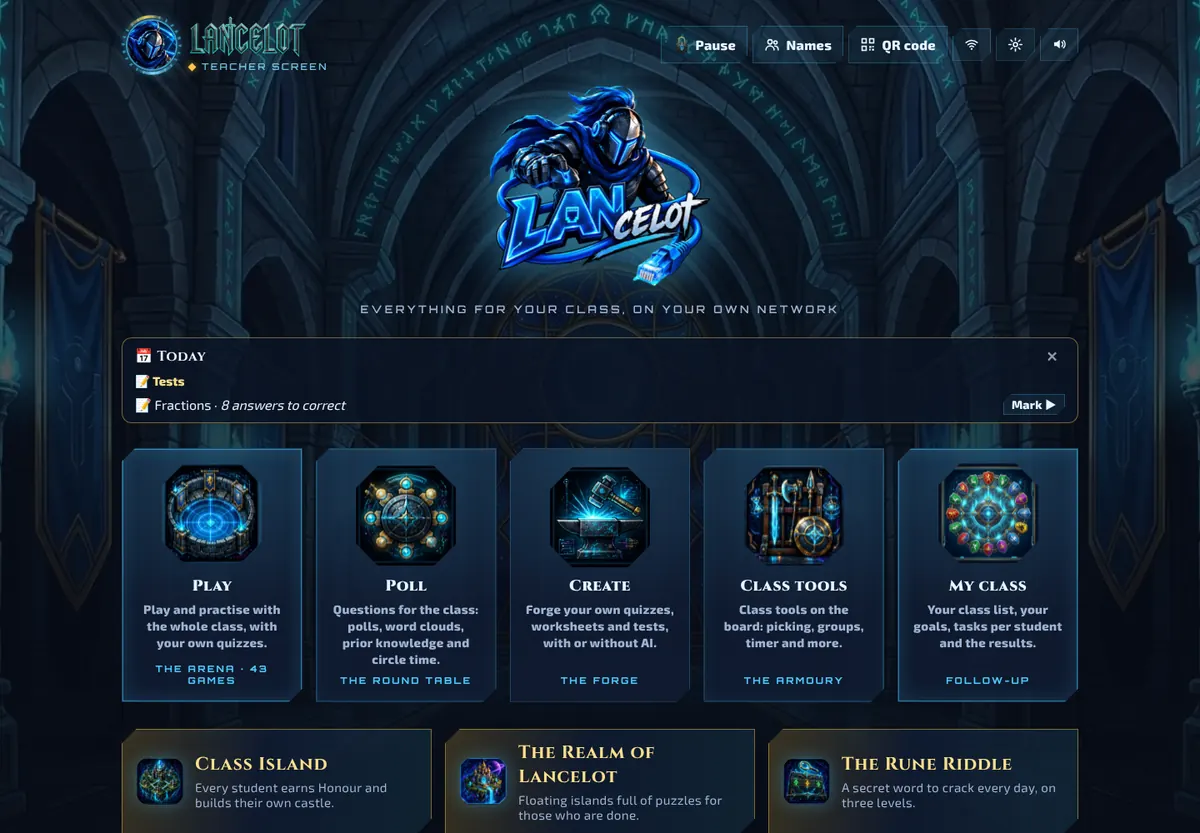 LANCELOT
TEACHER SCREEN
Pause
Names
QR code
LANCELOT
EVERYTHING FOR YOUR CLASS, ON YOUR OWN NETWORK
TODAY
Tests
Fractions · 8 answers to correct
Mark ▶
PLAY
Play and practise with
the whole class, with
your own quizzes.
THE ARENA · 43
GAMES
POLL
Questions for the class:
polls, word clouds,
prior knowledge and
circle time.
THE ROUND TABLE
CREATE
Forge your own quizzes,
worksheets and tests,
with or without AI.
THE FORGE
CLASS TOOLS
Class tools on the
board: picking, groups,
timer and more.
THE ARMOURY
MY CLASS
Your class list, your
goals, tasks per student
and the results.
FOLLOW-UP
CLASS ISLAND
Every student earns Honour and
builds their own castle.
THE REALM OF
LANCELOT
Floating islands full of puzzles for
those who are done.
THE RUNE RIDDLE
A secret word to crack every day, on
three levels.